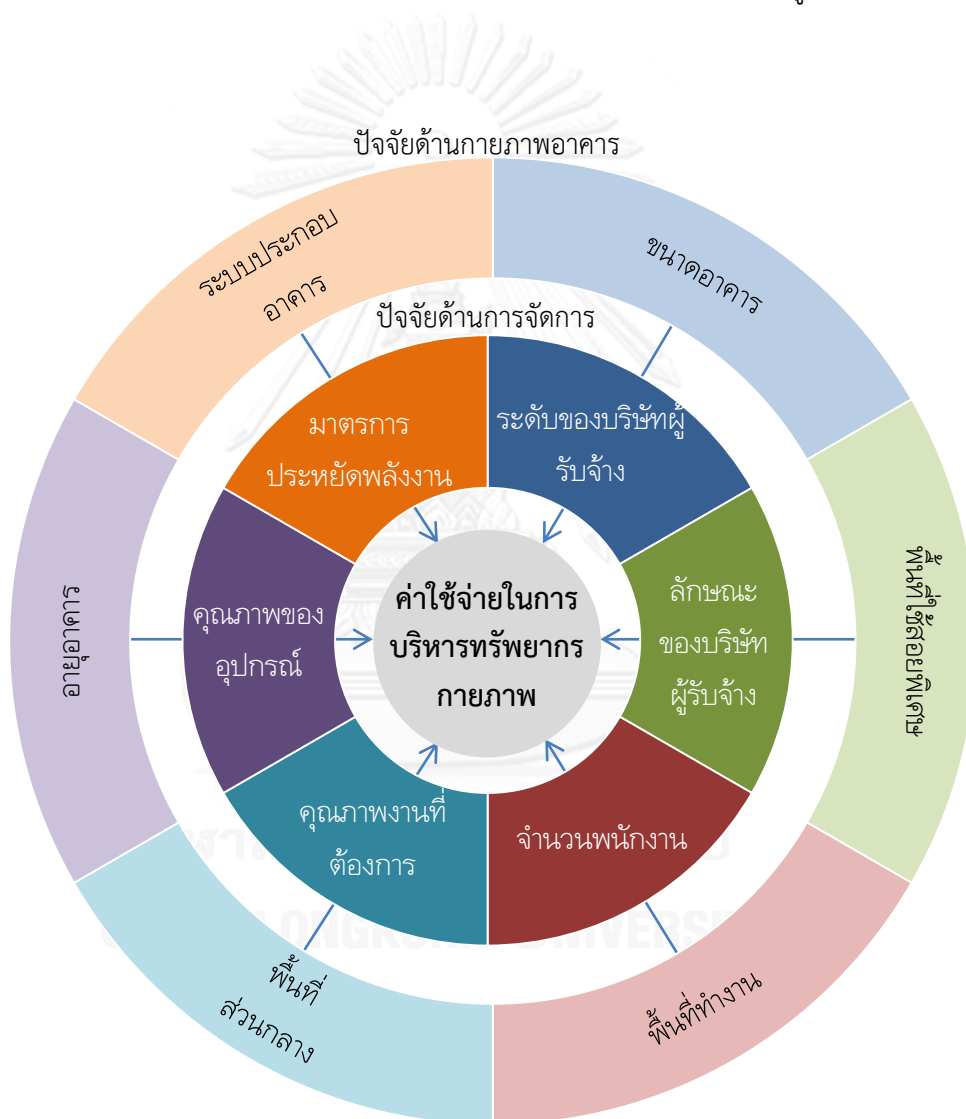 ปัจจัยด้านกายภาพอาคาร
ระบบประกอบ
อาคาร
ขนาดอาคาร
ปัจจัยด้านการจัดการ
มาตรการ
ประหยัดพลังงาน
ระดับของบริษัทผู้
รับจ้าง
อายุอาคาร
คุณภาพของ
อุปกรณ์
ค่าใช้จ่ายในการ
บริหารทรัพยากร
กายภาพ
ลักษณะ
ของบริษัท
ผู้รับจ้าง
พื้นที่ใช้สอยพิเศษ
คุณภาพงานที่
ต้องการ
จำนวนพนักงาน
พื้นที่
ส่วนกลาง
พื้นที่ทำงาน